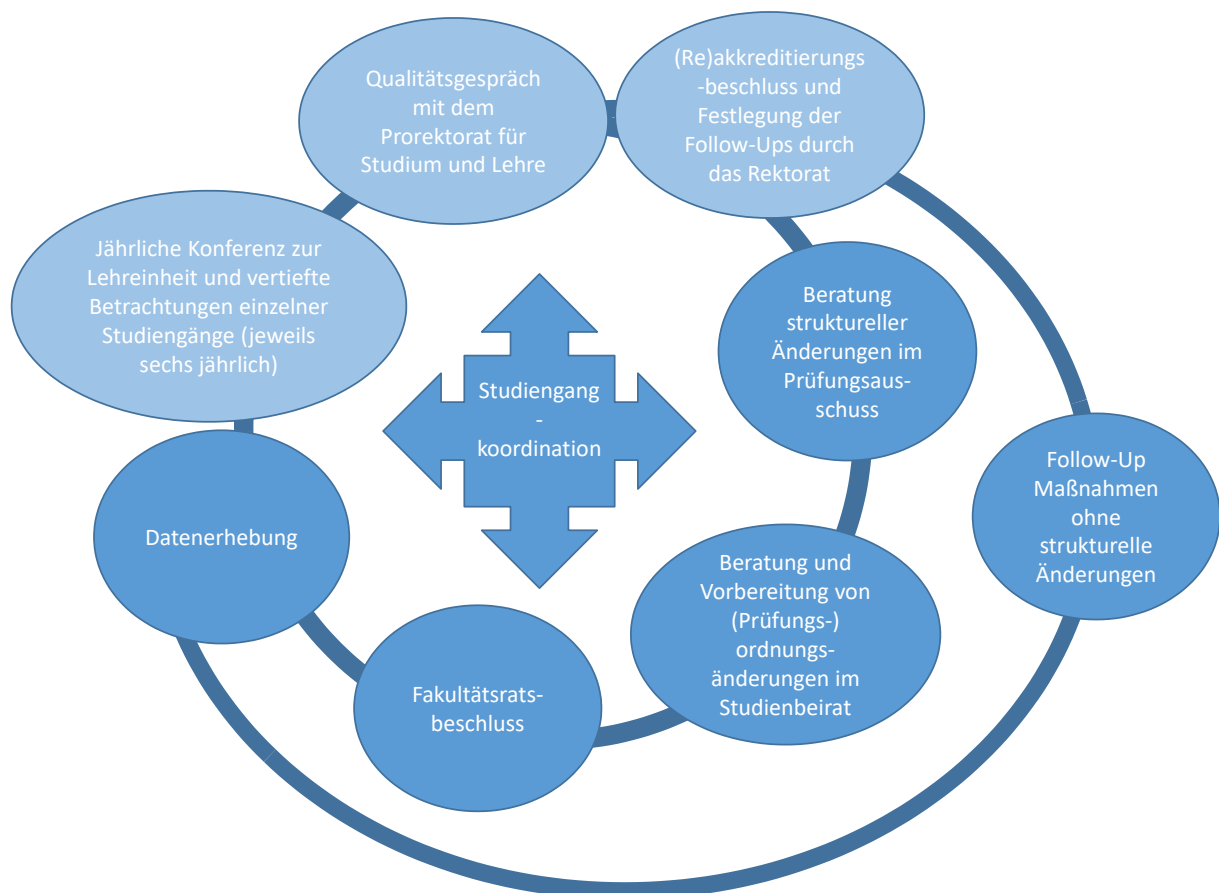 Qualitätsgespräch
mit dem
Prorektorat für
Studium und Lehre
(Re)akkreditierungs
-beschluss und
Festlegung der
Follow-Ups durch
das Rektorat
Jährliche Konferenz zur
Lehreinheit und vertiefte
Betrachtungen einzelner
Studiengänge (jeweils
sechs jährlich)
Beratung
struktureller
Änderungen im
Prüfungsaus-
schuss
Studiengang
-
koordination
Follow-Up
Maßnahmen
ohne
strukturelle
Änderungen
Datenerhebung
Beratung und
Vorbereitung von
(Prüfungs-)
ordnungs-
änderungen im
Studienbeirat
Fakultätsrats-
beschluss